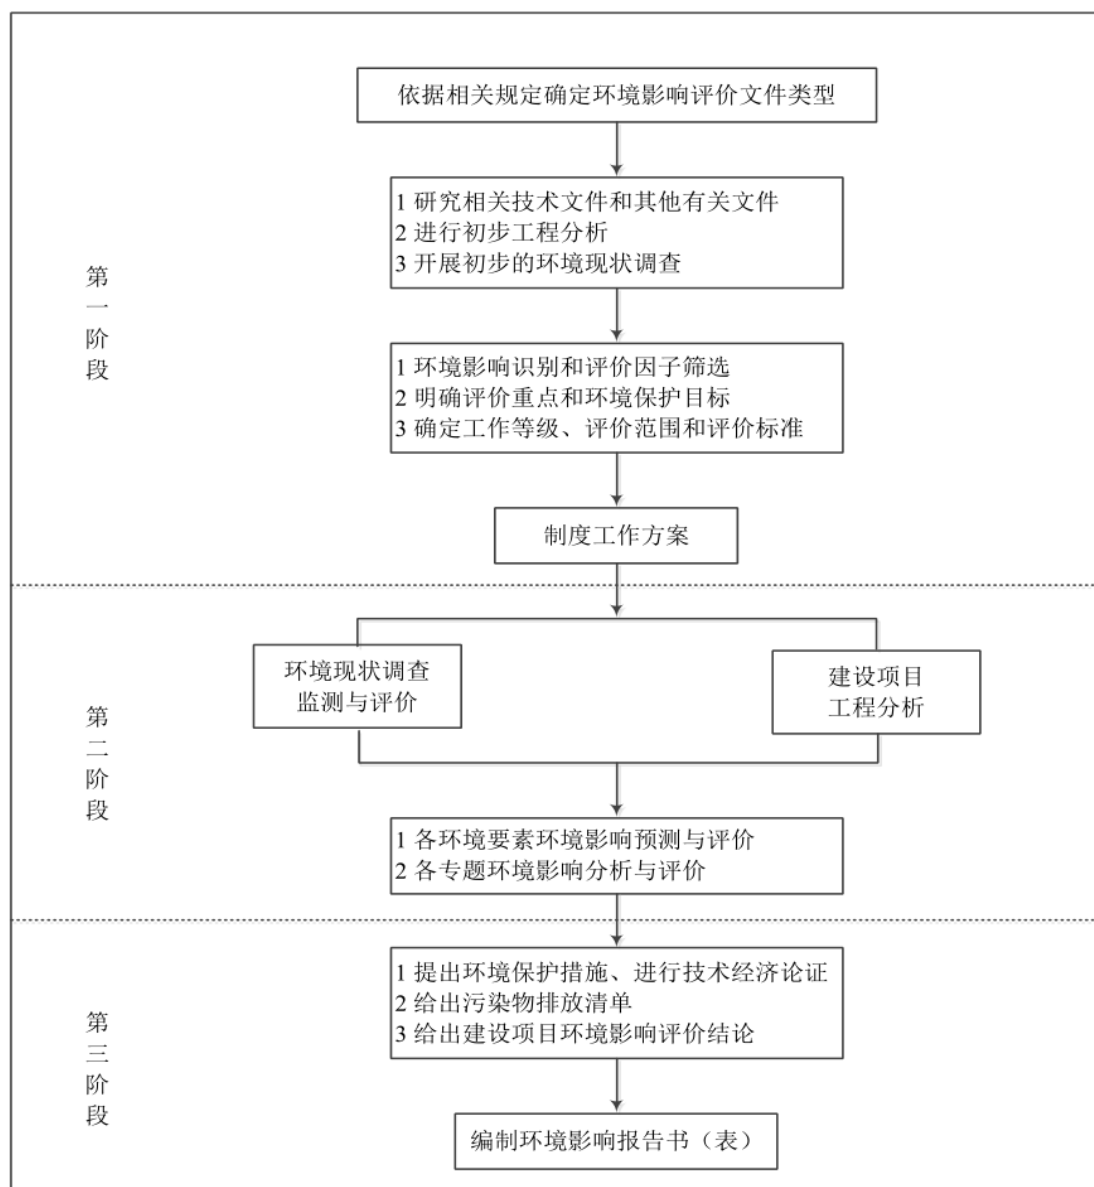 依据相关规定确定环境影响评价文件类型
1 研究相关技术文件和其他有关文件
2 进行初步工程分析
3 开展初步的环境现状调查
第
一
阶
段
1 环境影响识别和评价因子筛选
2 明确评价重点和环境保护目标
3 确定工作等级、评价范围和评价标准
制度工作方案
环境现状调查
监测与评价
建设项目
工程分析
第
二
阶
段
1 各环境要素环境影响预测与评价
2 各专题环境影响分析与评价
1 提出环境保护措施、进行技术经济论证
2 给出污染物排放清单
3 给出建设项目环境影响评价结论
第
三
阶
段
编制环境影响报告书（表）